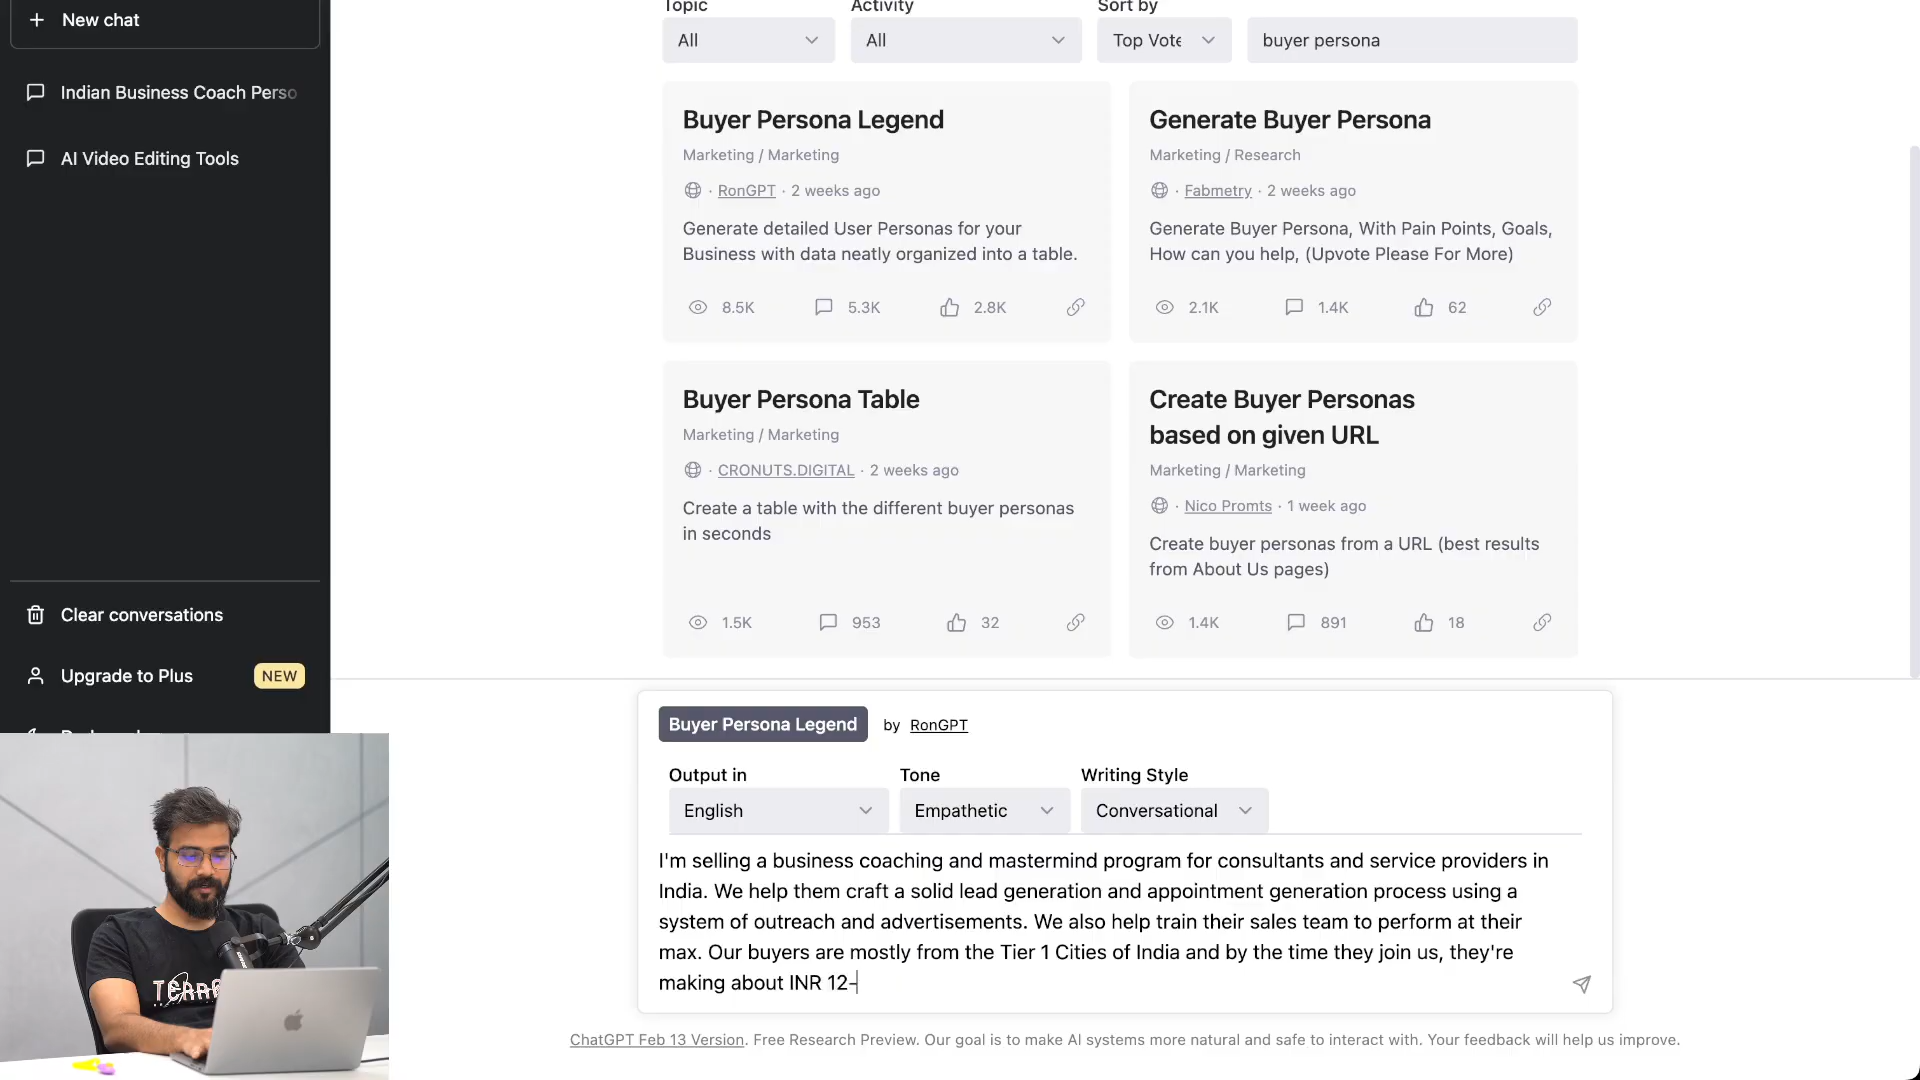 New chat
Indian Business Coach Perso
AI Video Editing Tools
Clear conversations
Upgrade to Plus
NEW
Topic
Activity
Sort by
All
All
Top Vote
buyer persona
Buyer Persona Legend
Marketing / Marketing
· RonGPT · 2 weeks ago
Generate detailed User Personas for your
Business with data neatly organized into a table.
8.5K
5.3K
2.8K
Generate Buyer Persona
Marketing / Research
· Fabmetry · 2 weeks ago
Generate Buyer Persona, With Pain Points, Goals,
How can you help, (Upvote Please For More)
2.1K
1.4K
62
Buyer Persona Table
Marketing / Marketing
· CRONUTS.DIGITAL · 2 weeks ago
Create a table with the different buyer personas
in seconds
1.5K
953
32
Create Buyer Personas
based on given URL
Marketing / Marketing
· Nico Promts · 1 week ago
Create buyer personas from a URL (best results
from About Us pages)
1.4K
891
18
Buyer Persona Legend by RonGPT
Output in
Tone
Writing Style
English
Empathetic
Conversational
I'm selling a business coaching and mastermind program for consultants and service providers in
India. We help them craft a solid lead generation and appointment generation process using a
system of outreach and advertisements. We also help train their sales team to perform at their
max. Our buyers are mostly from the Tier 1 Cities of India and by the time they join us, they're
making about INR 12-
ChatGPT Feb 13 Version. Free Research Preview. Our goal is to make AI systems more natural and safe to interact with. Your feedback will help us improve.